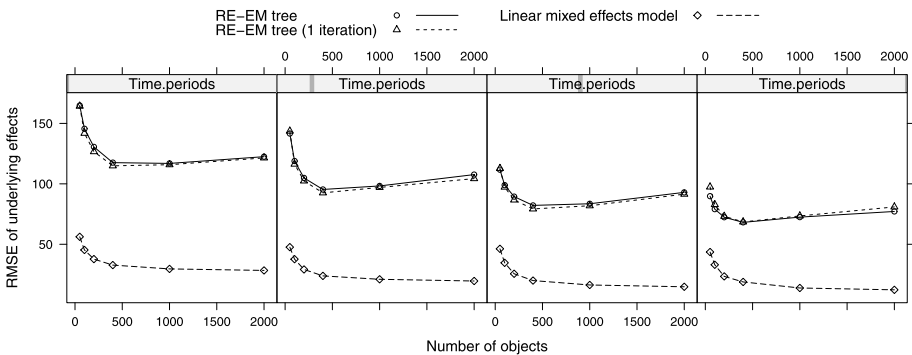 RE−EM tree
Linear mixed effects model
RE−EM tree (1 iteration)
0 500 1000 1500 2000
0 500 1000 1500 2000
Time.periods Time.periods Time.periods Time.periods
150
100
50
RMSE of underlying effects
0 500 1000 1500 2000
0 500 1000 1500 2000
Number of objects